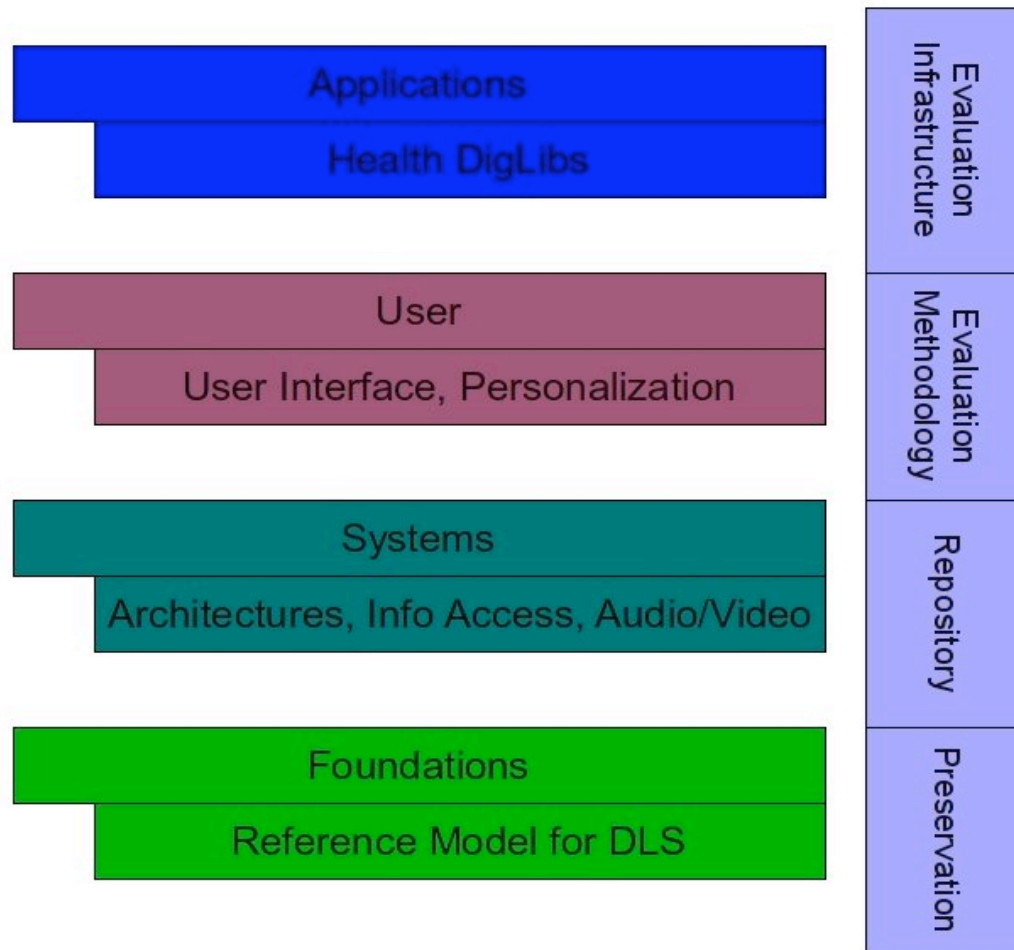 Applications
Health DigLibs
User
User Interface, Personalization
Systems
Architectures, Info Access, Audio/Video
Foundations
Reference Model for DLS
Evaluation
Infrastructure
Evaluation
Methodology
Repository
Preservation